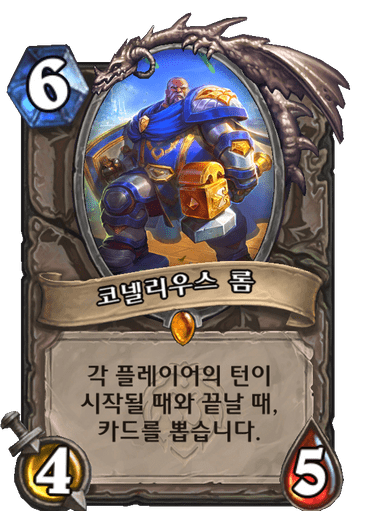 6
코넬리우스 롬
각 플레이어의 턴이
시작될 때와 끝날 때,
카드를 뽑습니다.
4
5